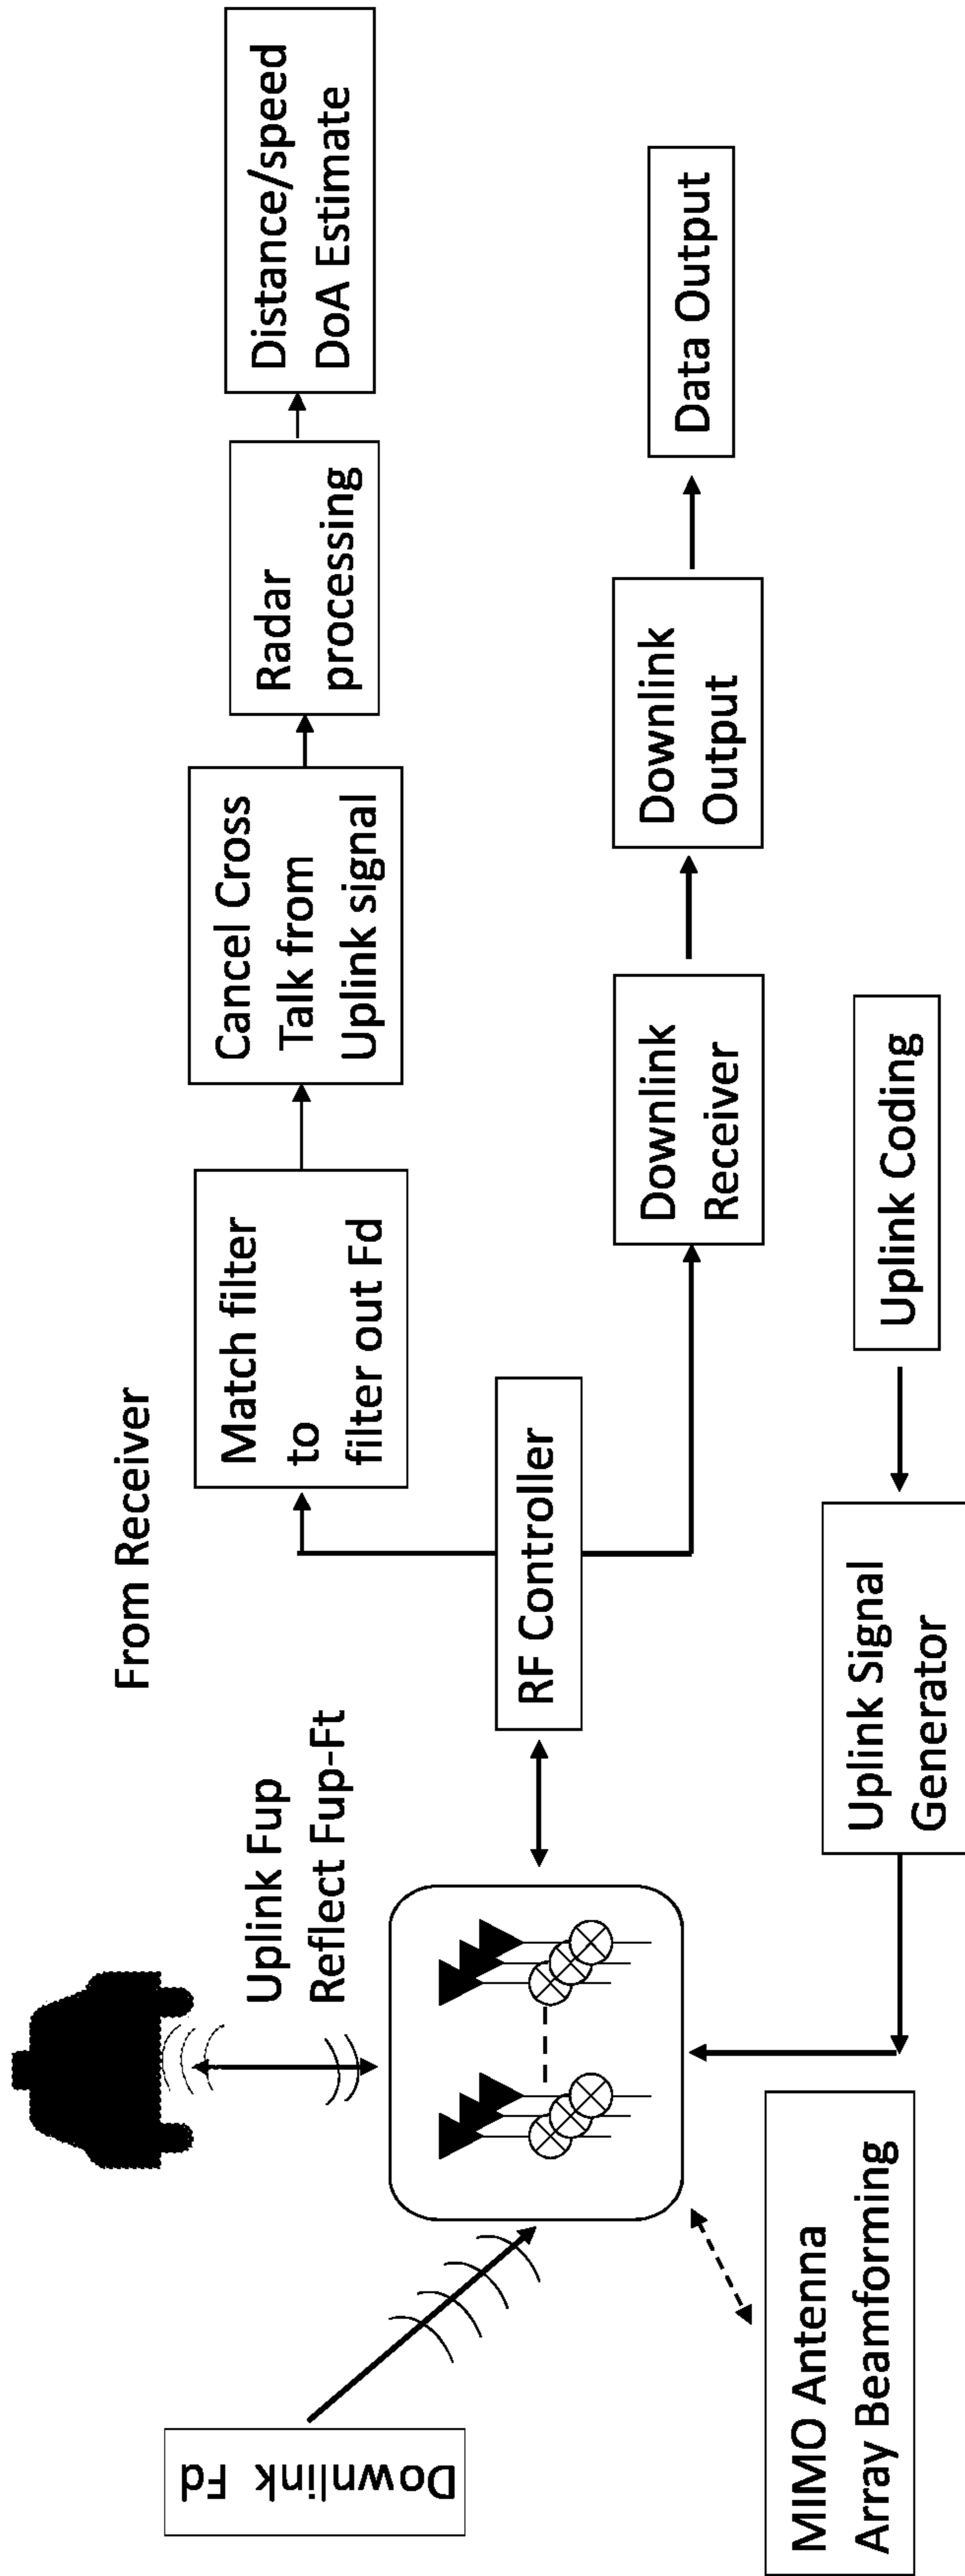 From Receiver
Uplink Fup
Reflect Fup-Ft
Downlink Fd
Match filter
to
filter out Fd
Cancel Cross
Talk from
Uplink signal
Radar
processing
Distance/speed
DoA Estimate
RF Controller
Downlink
Receiver
Downlink
Output
Data Output
MIMO Antenna
Array Beamforming
Uplink Signal
Generator
Uplink Coding